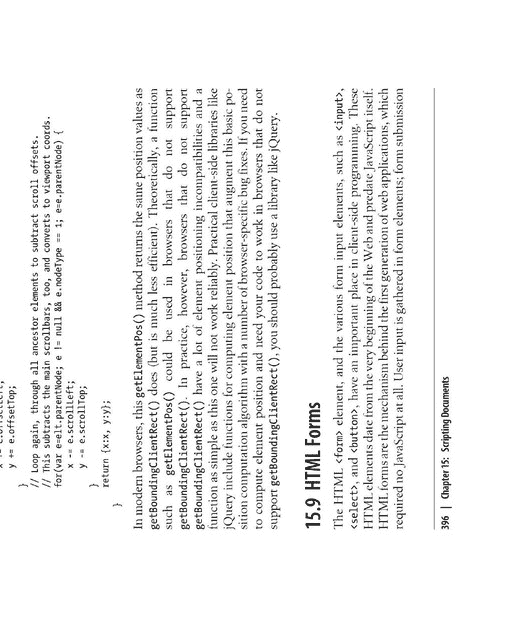 y += e.offsetTop;
}
// Loop again, through all ancestor elements to subtract scroll offsets.
// This subtracts the main scrollbars, too, and converts to viewport coords.
for(var e=elt.parentNode; e != null && e.nodeType == 1; e=e.parentNode) {
x -= e.scrollLeft;
y -= e.scrollTop;
}
return {x:x, y:y};
}
In modern browsers, this getElementPos() method returns the same position values as
getBoundingClientRect() does (but is much less efficient). Theoretically, a function
such as getElementPos() could be used in browsers that do not support
getBoundingClientRect(). In practice, however, browsers that do not support
getBoundingClientRect() have a lot of element positioning incompatibilities and a
function as simple as this one will not work reliably. Practical client-side libraries like
jQuery include functions for computing element position that augment this basic po-
sition computation algorithm with a number of browser-specific bug fixes. If you need
to compute element position and need your code to work in browsers that do not
support getBoundingClientRect(), you should probably use a library like jQuery.
15.9 HTML Forms
The HTML <form> element, and the various form input elements, such as <input>,
<select>, and <button>, have an important place in client-side programming. These
HTML elements date from the very beginning of the Web and predate JavaScript itself.
HTML forms are the mechanism behind the first generation of web applications, which
required no JavaScript at all. User input is gathered in form elements; form submission
396 | Chapter 15: Scripting Documents